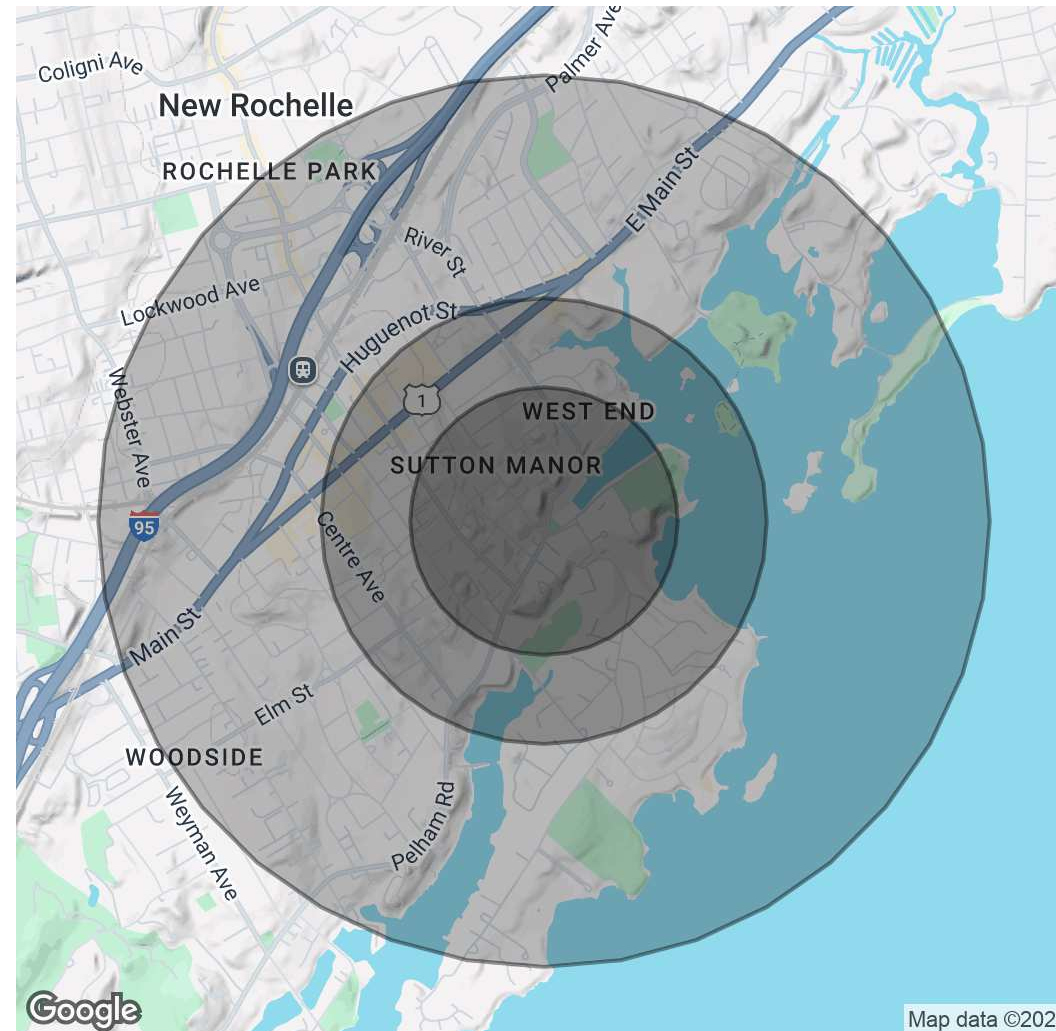 Coligni Ave
Palmer Ave
New Rochelle
ROCHELLE PARK
E Main St
River St
Lockwood Ave
Huguenot St
Webster Ave
1
WEST END
SUTTON MANOR
95
Centre Ave
Main St
Elm St
WOODSIDE
Weyman Ave
Pelham Rd
Google
Map data ©202